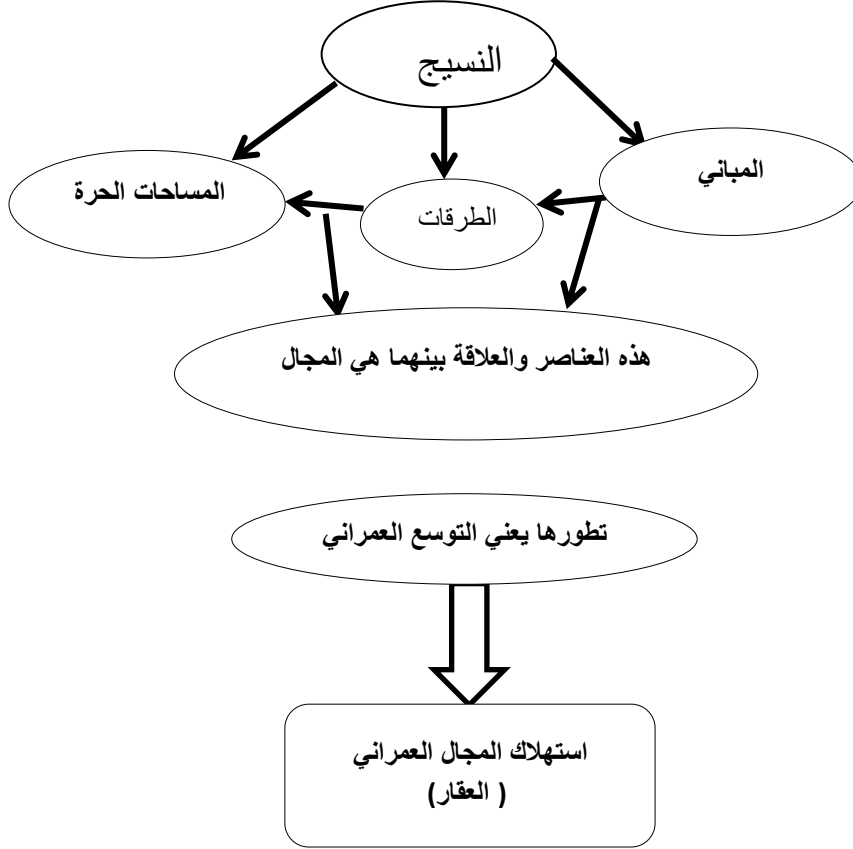 النسيج
المباني
الطرقات
المساحات الحرة
هذه العناصر والعلاقة بينهما هي المجال
تطورها يعني التوسع العمراني
استهلاك المجال العمراني
( العقار)